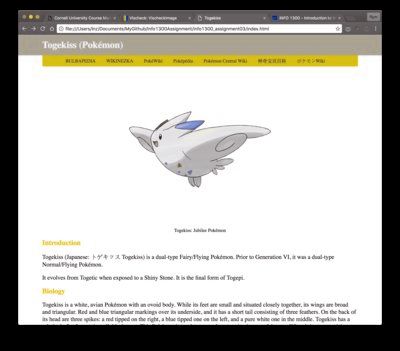 Cornell University Course Ma
Vischeck: VischeckImage
Togekiss
INFO 1300 – Introduction to
file:///Users/lnz/Documents/MyGithub/Info1300Assignment/info1300_assignment03/index.html
Togekiss (Pokémon)
BULBAPEDIA WIKINEZKA PokéWiki Poképédia Pokémon Central Wiki 神奇宝贝百科 ポケモンWiki
Togekiss: Jubilee Pokémon
Introduction
Togekiss (Japanese: トゲキッス Togekiss) is a dual-type Fairy/Flying Pokémon. Prior to Generation VI, it was a dual-type
Normal/Flying Pokémon.
It evolves from Togetic when exposed to a Shiny Stone. It is the final form of Togepi.
Biology
Togekiss is a white, avian Pokémon with an ovoid body. While its feet are small and situated closely together, its wings are broad
and triangular. Red and blue triangular markings over its underside, and it has a short tail consisting of three feathers. On the back of
its head are three spikes: a red tipped on the right, a blue tipped one on the left, and a pure white one in the middle. Togekiss has a